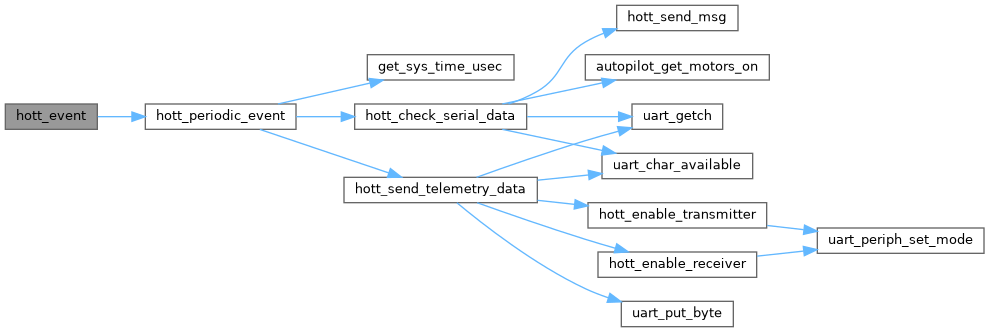 hott_event
hott_periodic_event
get_sys_time_usec
hott_check_serial_data
hott_send_telemetry_data
hott_send_msg
autopilot_get_motors_on
uart_getch
uart_char_available
hott_enable_transmitter
hott_enable_receiver
uart_put_byte
uart_periph_set_mode